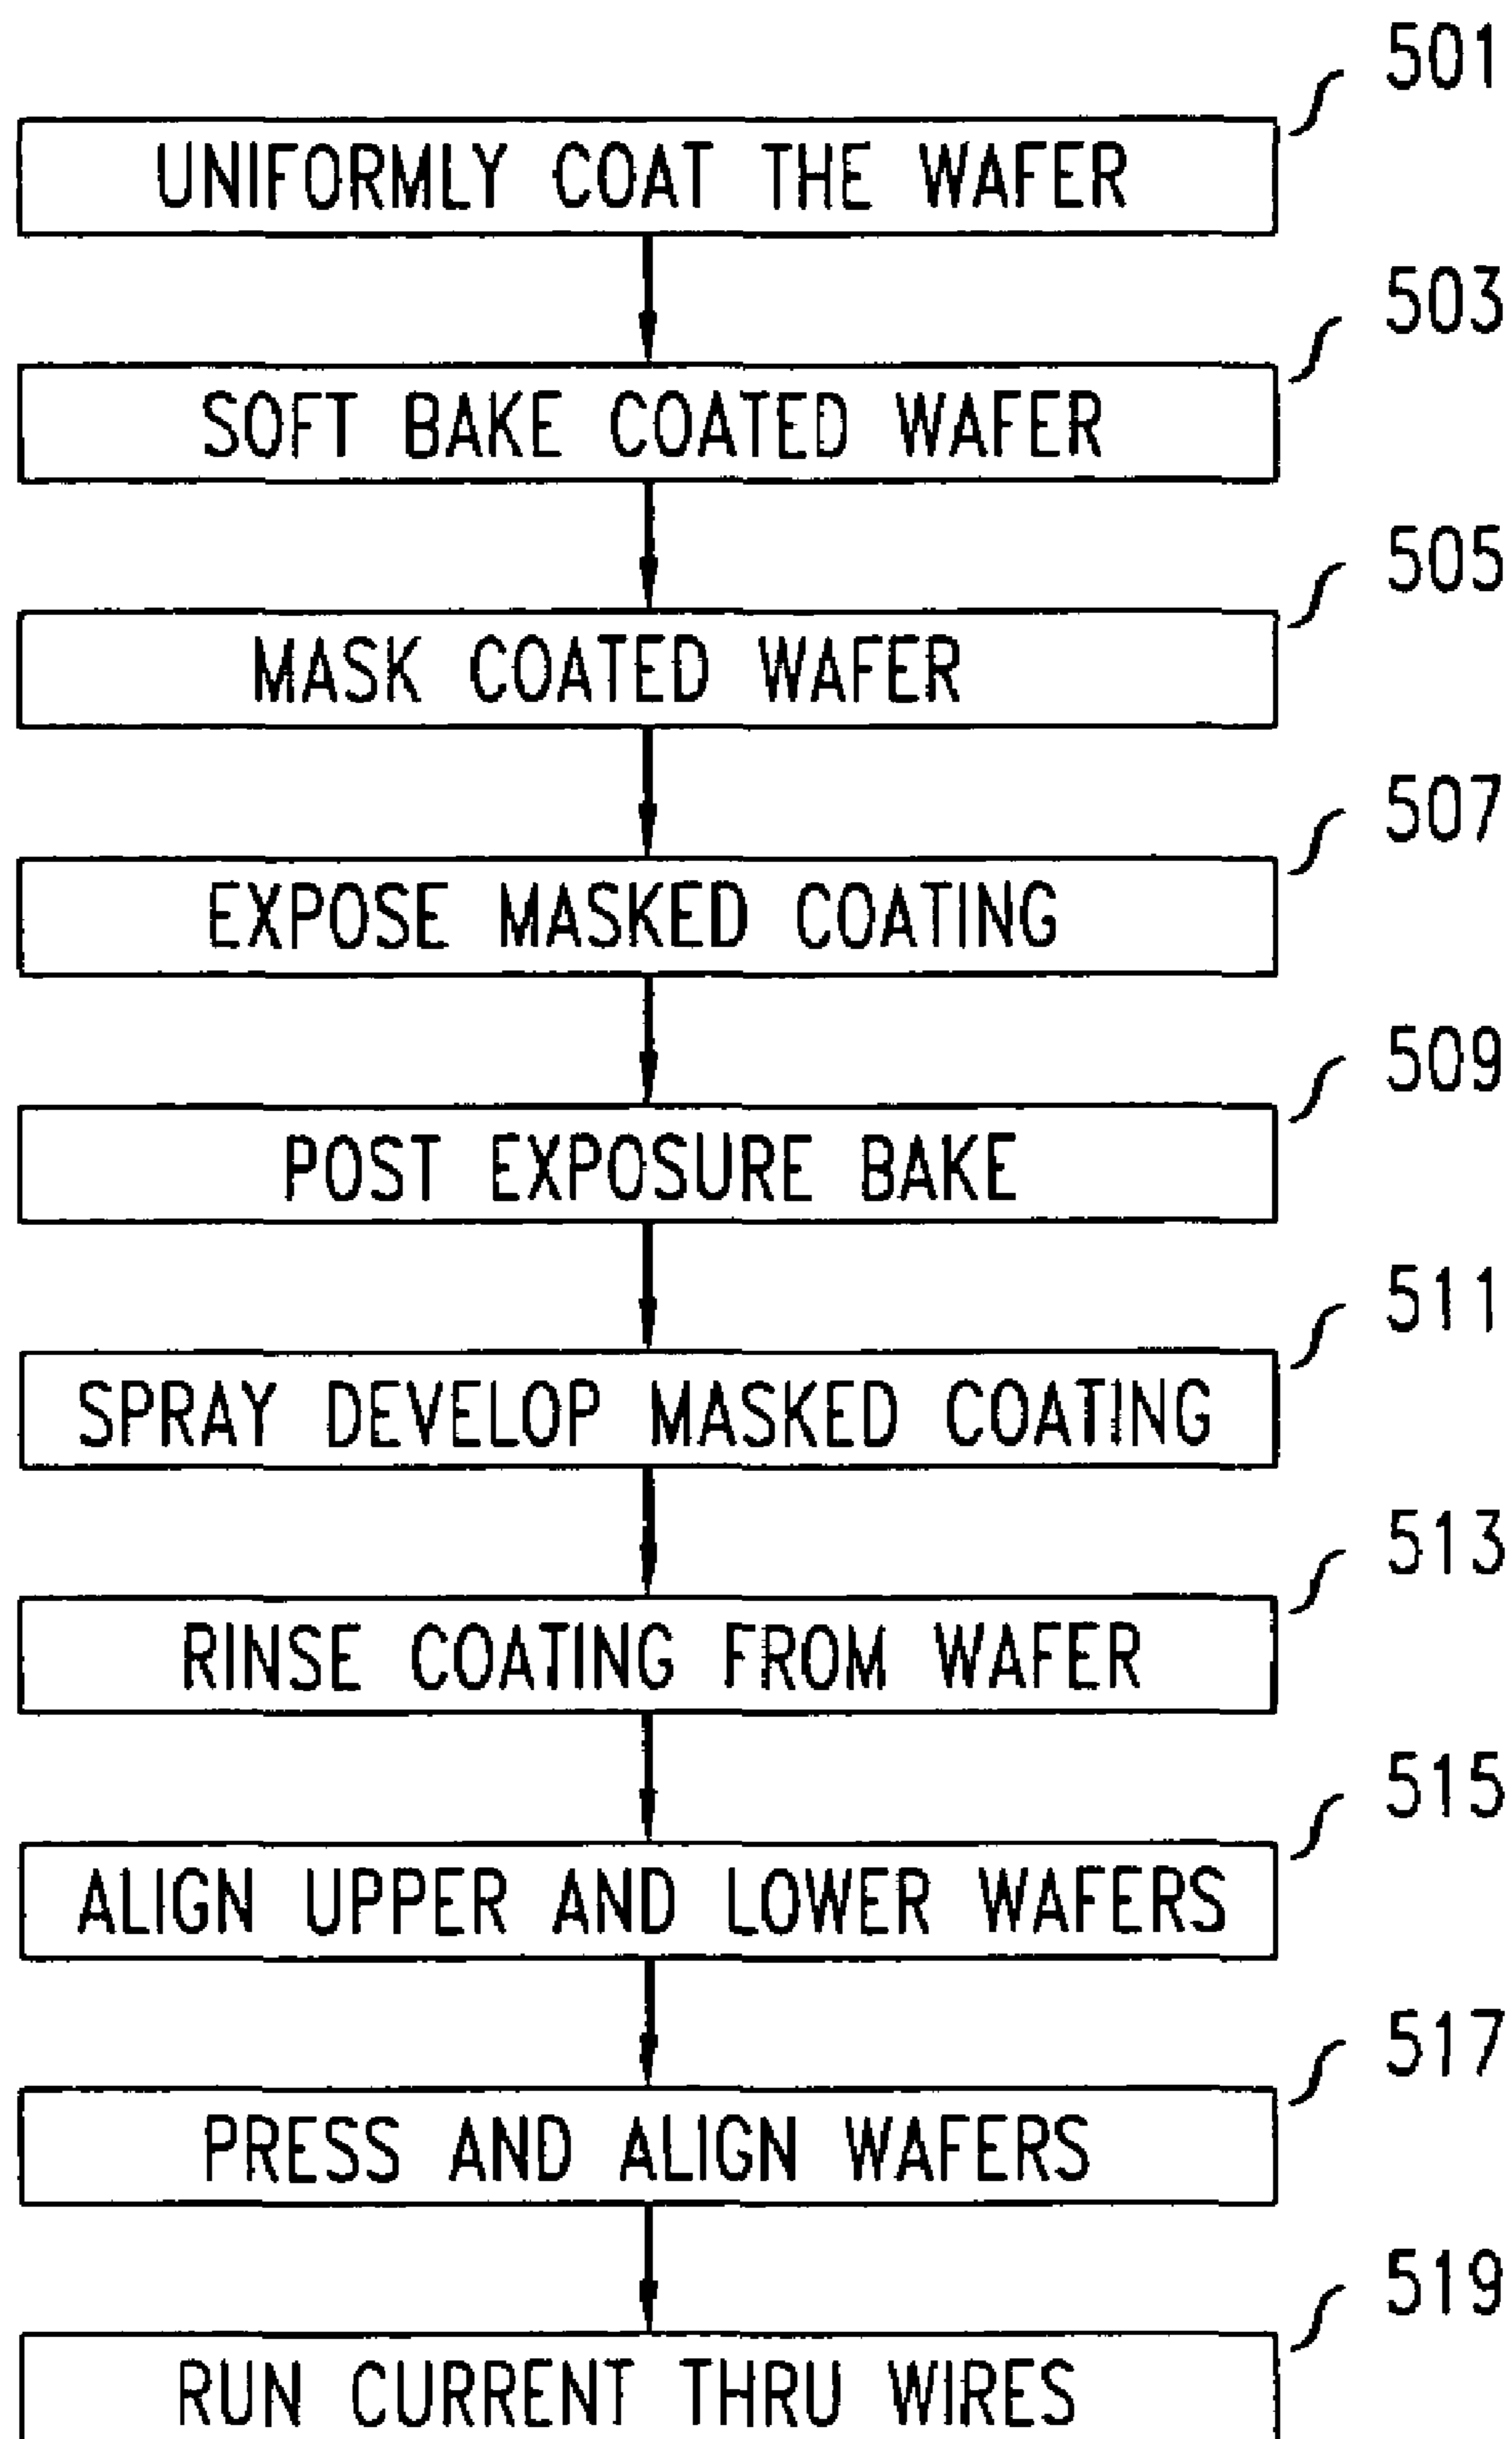 501
UNIFORMLY COAT THE WAFER
503
SOFT BAKE COATED WAFER
505
MASK COATED WAFER
507
EXPOSE MASKED COATING
509
POST EXPOSURE BAKE
511
SPRAY DEVELOP MASKED COATING
513
RINSE COATING FROM WAFER
515
ALIGN UPPER AND LOWER WAFERS
517
PRESS AND ALIGN WAFERS
519
RUN CURRENT THRU WIRES